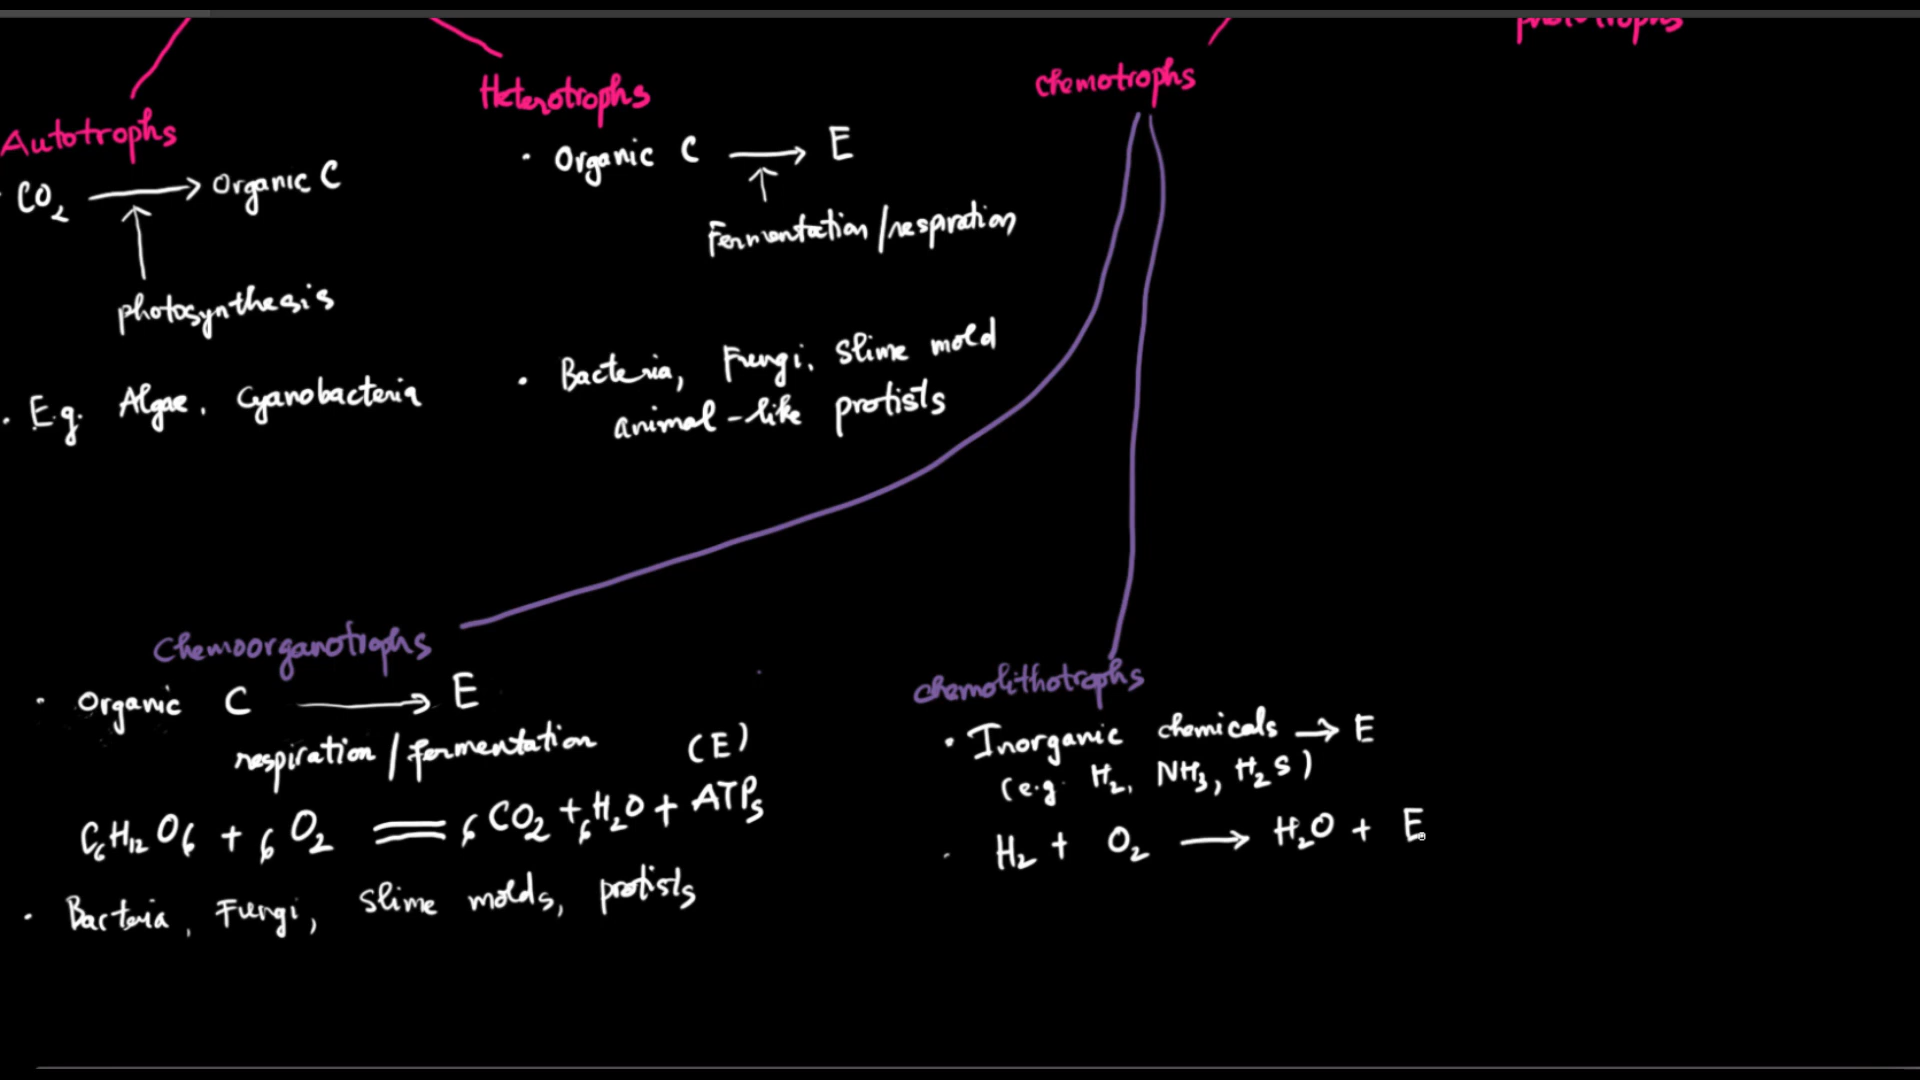 phototrophs
Autotrophs
CO2 → Organic C
photosynthesis
• E.g. Algae, Cyanobacteria
Heterotrophs
• Organic C → E
Fermentation/respiration
• Bacteria, Fungi, Slime mold
animal-like protists
chemotrophs
Chemoorganotrophs
• Organic C → E
respiration/fermentation (E)
C6H12O6 + 6O2 = 6CO2 + 6H2O + ATPs
• Bacteria, Fungi, Slime molds, protists
chemolithotrophs
• Inorganic chemicals → E
(e.g. H2, NH3, H2S)
• H2 + O2 → H2O + E